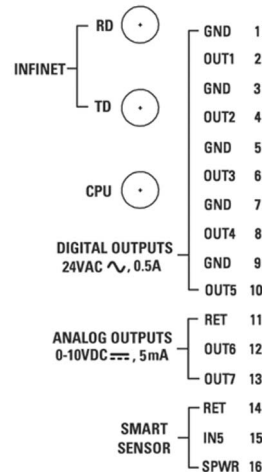 RD
INFINET
TD
CPU
DIGITAL OUTPUTS
24VAC ∿, 0.5A
ANALOG OUTPUTS
0-10VDC ⎓, 5mA
SMART
SENSOR
GND 1
OUT1 2
GND 3
OUT2 4
GND 5
OUT3 6
GND 7
OUT4 8
GND 9
OUT5 10
RET 11
OUT6 12
OUT7 13
RET 14
IN5 15
SPWR 16